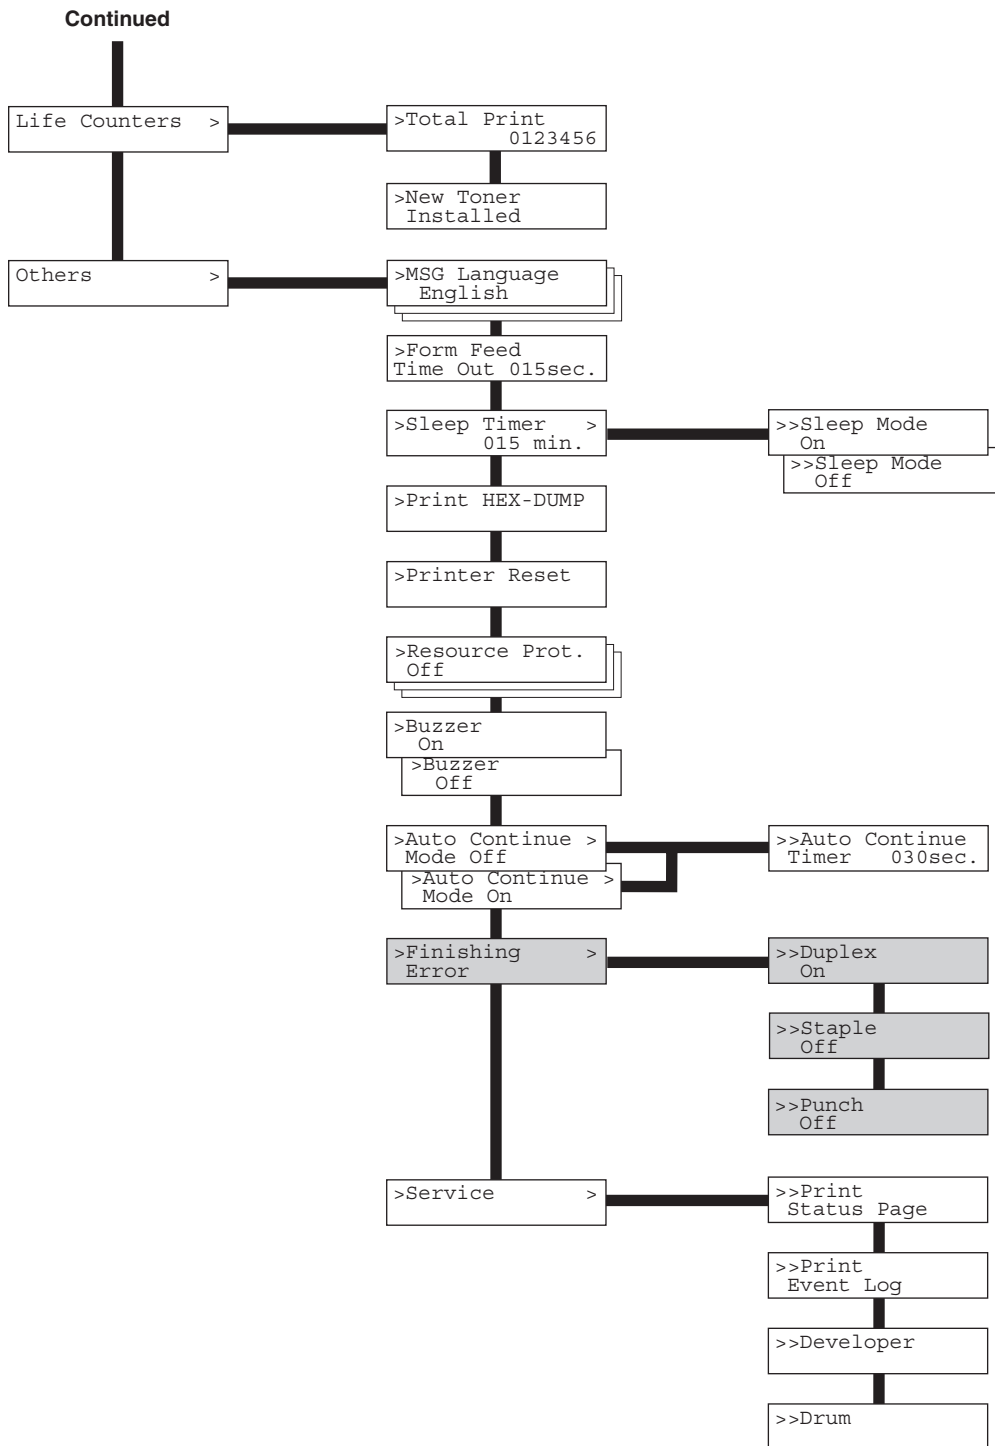 Continued
Life Counters >
>Total Print
0123456
>New Toner
Installed
Others >
>MSG Language
English
>Form Feed
Time Out 015sec.
>Sleep Timer >
015 min.
>>Sleep Mode
On
>>Sleep Mode
Off
>Print HEX-DUMP
>Printer Reset
>Resource Prot.
Off
>Buzzer
On
>Buzzer
Off
>Auto Continue >
Mode Off
>Auto Continue >
Mode On
>>Auto Continue
Timer 030sec.
>Finishing >
Error
>>Duplex
On
>>Staple
Off
>>Punch
Off
>Service >
>>Print
Status Page
>>Print
Event Log
>>Developer
>>Drum